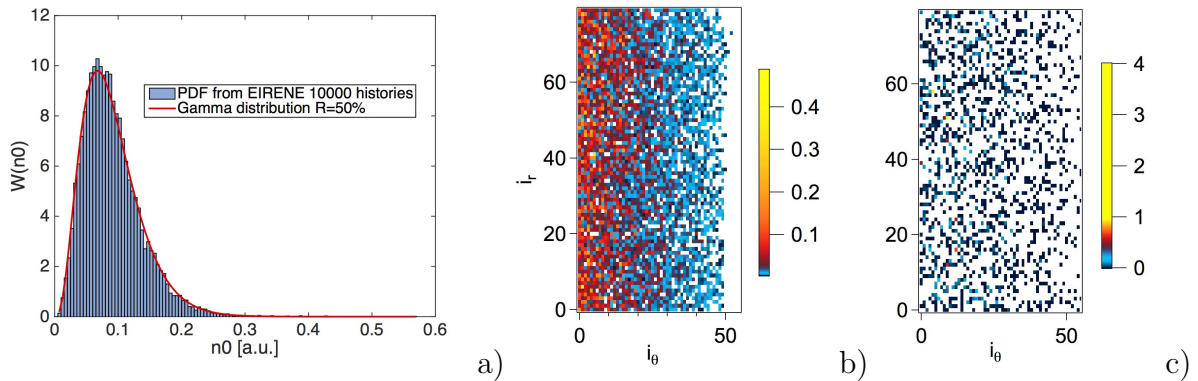 12
10
8
6
4
2
0
W(n0)
PDF from EIRENE 10000 histories
Gamma distribution R=50%
0 0.1 0.2 0.3 0.4 0.5 0.6
n0 [a.u.]
a)
60
40
20
0
i_r
0 50
i_θ
0.4
0.3
0.2
0.1
b)
60
40
20
0
0 50
i_θ
4
3
2
1
0
c)